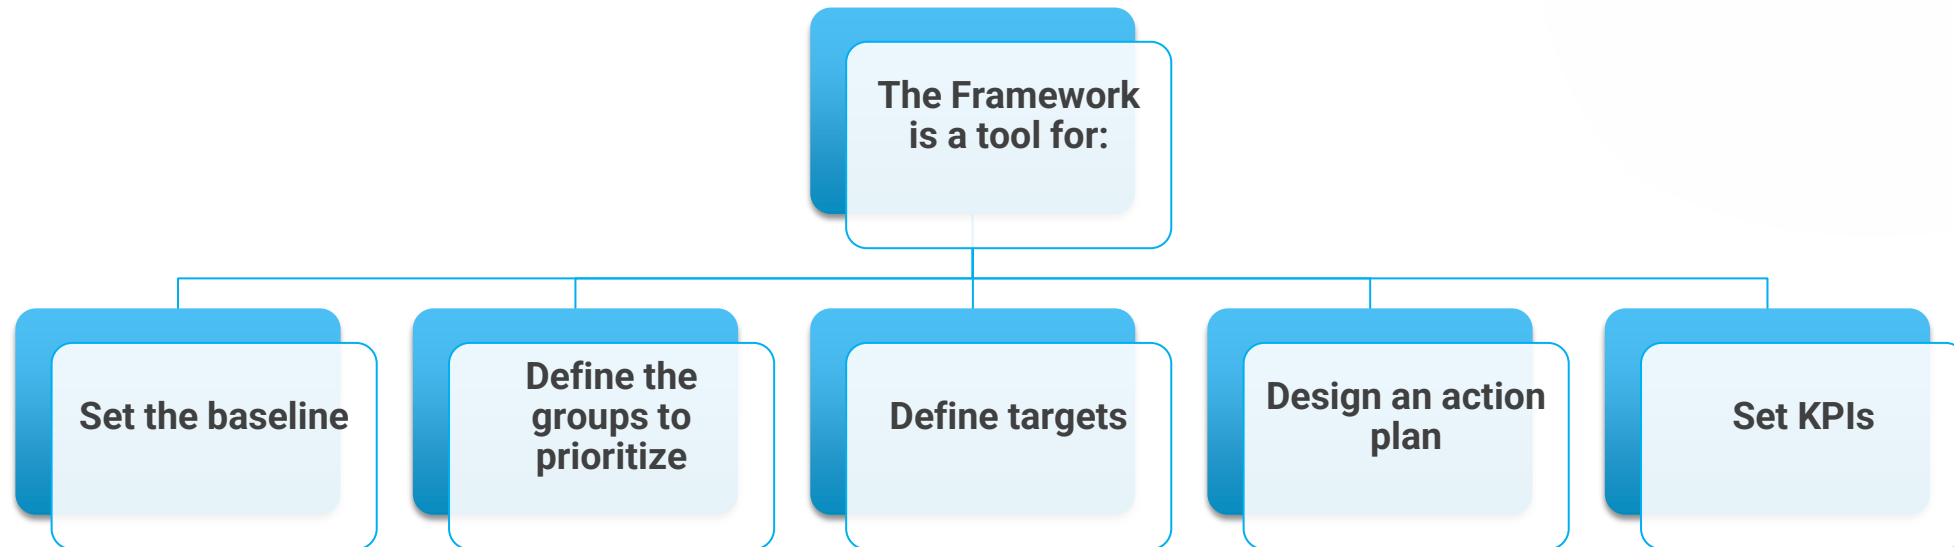 The Framework
is a tool for:
Set the baseline
Define the
groups to
prioritize
Define targets
Design an action
plan
Set KPIs